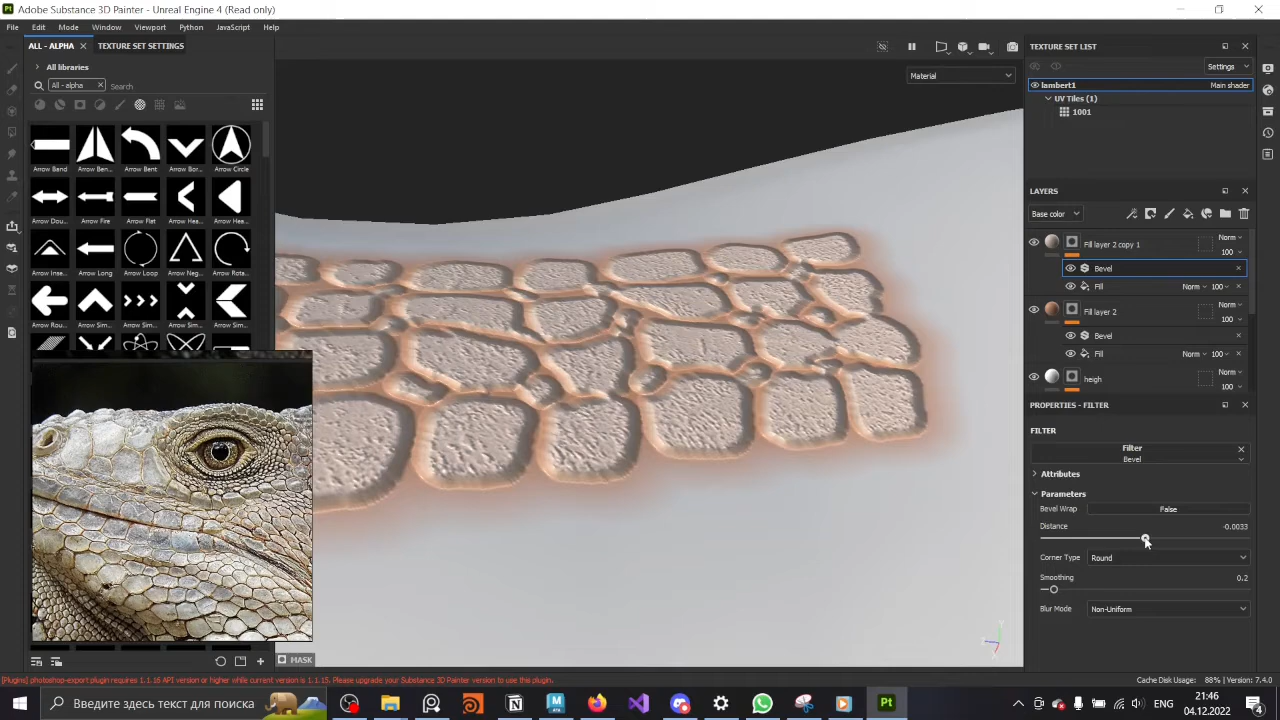 Adobe Substance 3D Painter - Unreal Engine 4 (Read only)
File Edit Mode Window Viewport Python JavaScript Help
ALL - ALPHA
TEXTURE SET SETTINGS
All libraries
All - alpha
Search
Arrow Band Arrow Ben... Arrow Bent Arrow Bor... Arrow Circle
Arrow Dou... Arrow Fire Arrow Flat Arrow Hea... Arrow Hea...
Arrow Inse... Arrow Long Arrow Loop Arrow Neg... Arrow Rota...
Arrow Rou... Arrow Sim... Arrow Sim... Arrow Sim... Arrow Sim...
Material
MASK
TEXTURE SET LIST
Settings
lambert1 Main shader
UV Tiles (1)
1001
LAYERS
Base color
Fill layer 2 copy 1 Norm 100
Bevel
Fill Norm 100
Fill layer 2 Norm 100
Bevel
Fill Norm 100
heigh Norm 100
PROPERTIES - FILTER
FILTER
Filter
Bevel
Attributes
Parameters
Bevel Wrap False
Distance -0.0033
Corner Type Round
Smoothing 0.2
Blur Mode Non-Uniform
[Plugins] photoshop-export plugin requires 1.1.16 API version or higher while current version is 1.1.15. Please upgrade your Substance 3D Painter version to use this plugin.
Cache Disk Usage: 88% | Version: 7.4.0
Введите здесь текст для поиска
ENG
21:46
04.12.2022